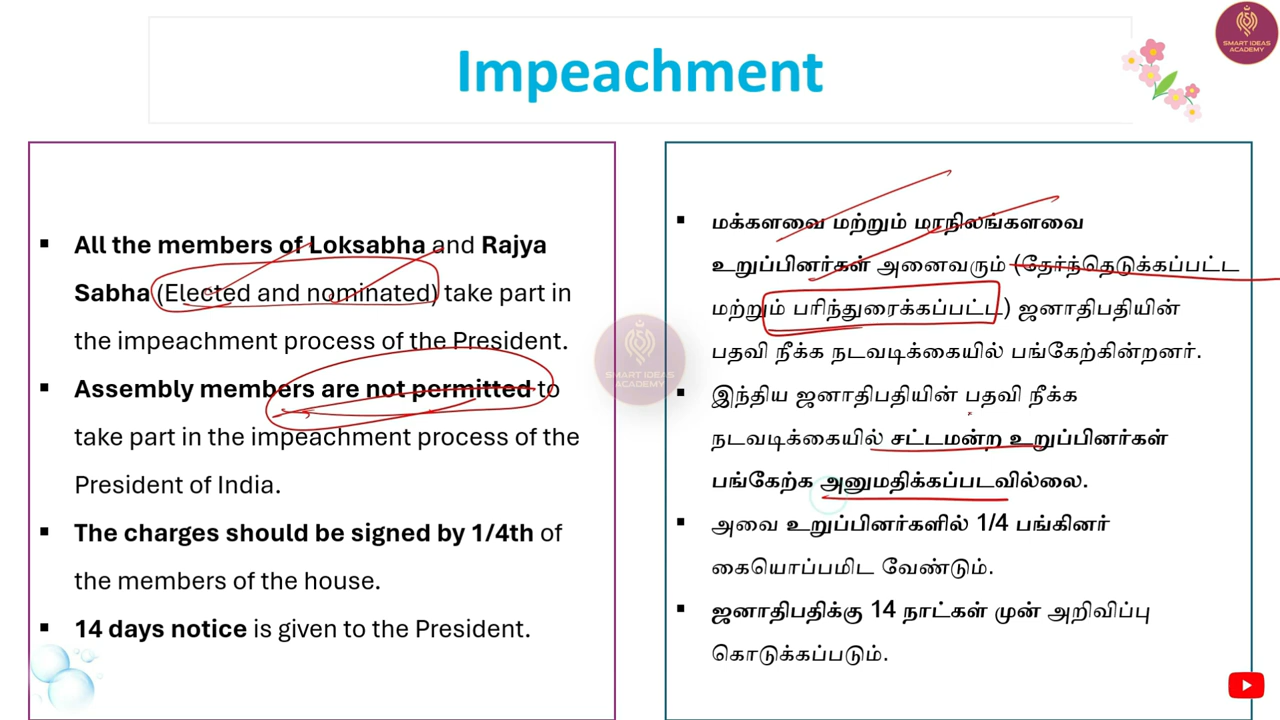 SMART IDEAS
ACADEMY
Impeachment
▪ All the members of Loksabha and Rajya
Sabha (Elected and nominated) take part in
the impeachment process of the President.
▪ Assembly members are not permitted to
take part in the impeachment process of the
President of India.
▪ The charges should be signed by 1/4th of
the members of the house.
▪ 14 days notice is given to the President.
▪ மக்களவை மற்றும் மாநிலங்களவை
உறுப்பினர்கள் அனைவரும் (தேர்ந்தெடுக்கப்பட்ட
மற்றும் பரிந்துரைக்கப்பட்ட) ஜனாதிபதியின்
பதவி நீக்க நடவடிக்கையில் பங்கேற்கின்றனர்.
▪ இந்திய ஜனாதிபதியின் பதவி நீக்க
நடவடிக்கையில் சட்டமன்ற உறுப்பினர்கள்
பங்கேற்க அனுமதிக்கப்படவில்லை.
▪ அவை உறுப்பினர்களில் 1/4 பங்கினர்
கையொப்பமிட வேண்டும்.
▪ ஜனாதிபதிக்கு 14 நாட்கள் முன் அறிவிப்பு
கொடுக்கப்படும்.
SMART IDEAS
ACADEMY